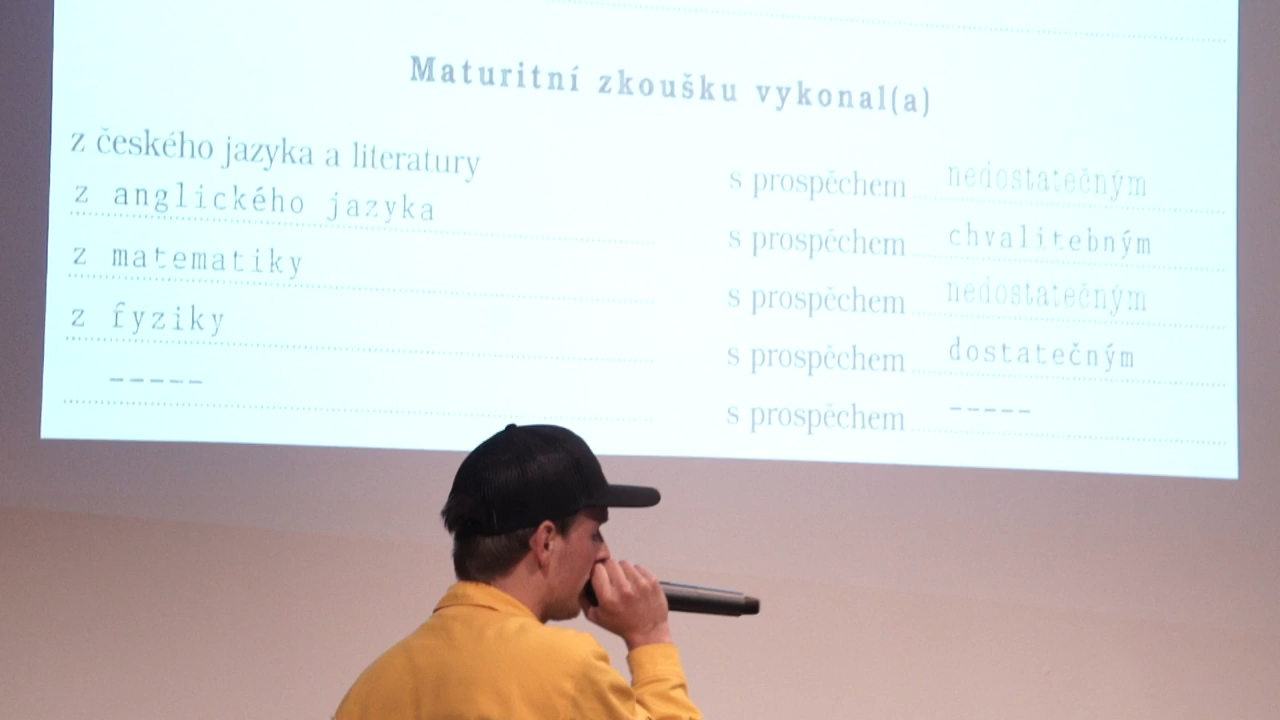 Maturitní zkoušku vykonal(a)
z českého jazyka a literatury s prospěchem nedostatečným
z anglického jazyka s prospěchem chvalitebným
z matematiky s prospěchem nedostatečným
z fyziky s prospěchem dostatečným
----- s prospěchem -----